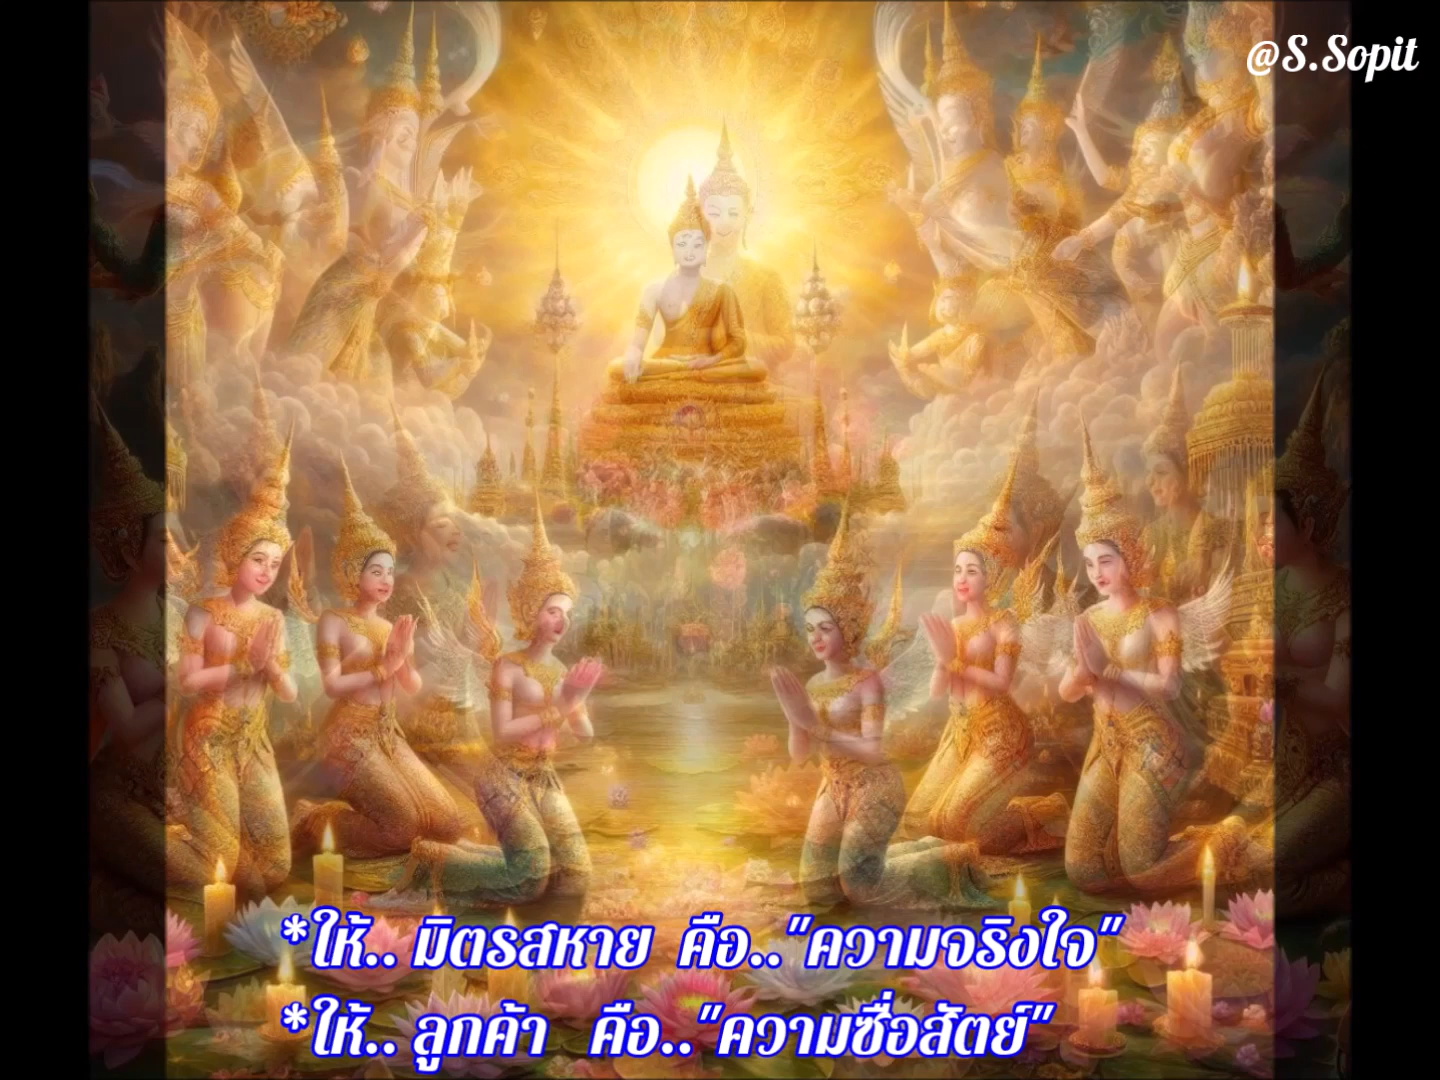 @S.Sopit
*ให้.. มิตรสหาย คือ.."ความจริงใจ"
*ให้.. ลูกค้า คือ.."ความซื่อสัตย์"